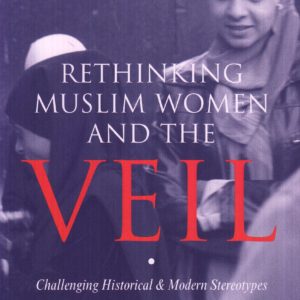 RETHINKING
MUSLIM WOMEN
AND THE
VEIL
•
Challenging Historical & Modern Stereotypes